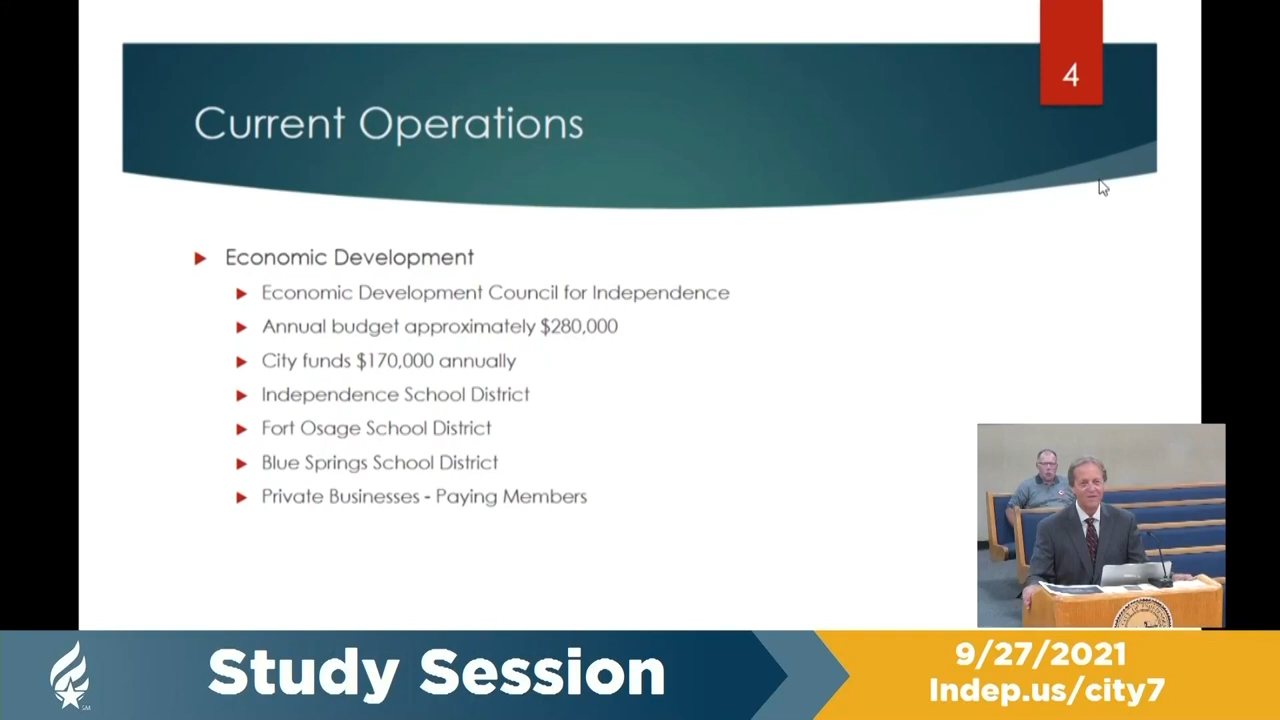 4
Current Operations
Economic Development
Economic Development Council for Independence
Annual budget approximately $280,000
City funds $170,000 annually
Independence School District
Fort Osage School District
Blue Springs School District
Private Businesses - Paying Members
Study Session
9/27/2021
Indep.us/city7
SM